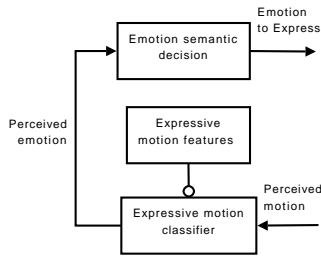 Emotion
to Express
Emotion semantic
decision
Perceived
emotion
Expressive
motion features
Perceived
motion
Expressive motion
classifier